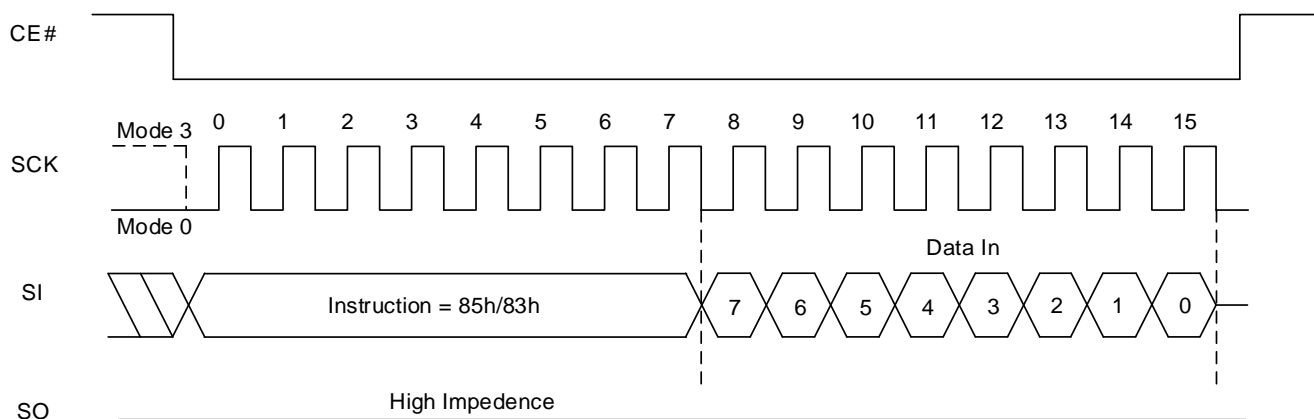 CE#
Mode 3
0 1 2 3 4 5 6 7 8 9 10 11 12 13 14 15
SCK
Mode 0
Data In
SI
Instruction = 85h/83h
7 6 5 4 3 2 1 0
High Impedence
SO